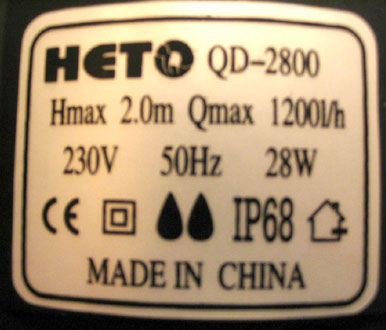 HETO QD-2800
Hmax 2.0m Qmax 1200l/h
230V 50Hz 28W
CE IP68
MADE IN CHINA